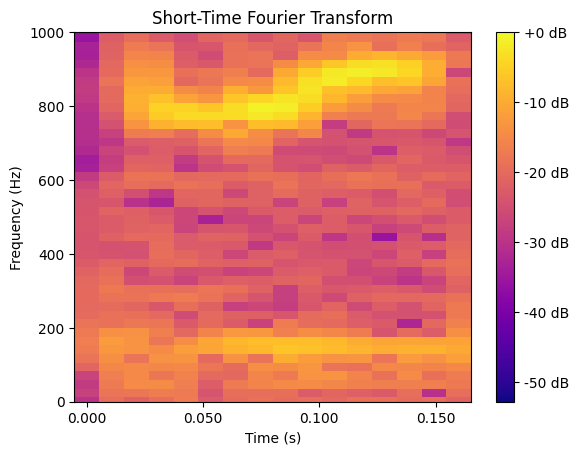 Short-Time Fourier Transform
Frequency (Hz)
1000
800
600
400
200
0
0.000 0.050 0.100 0.150
Time (s)
+0 dB
-10 dB
-20 dB
-30 dB
-40 dB
-50 dB